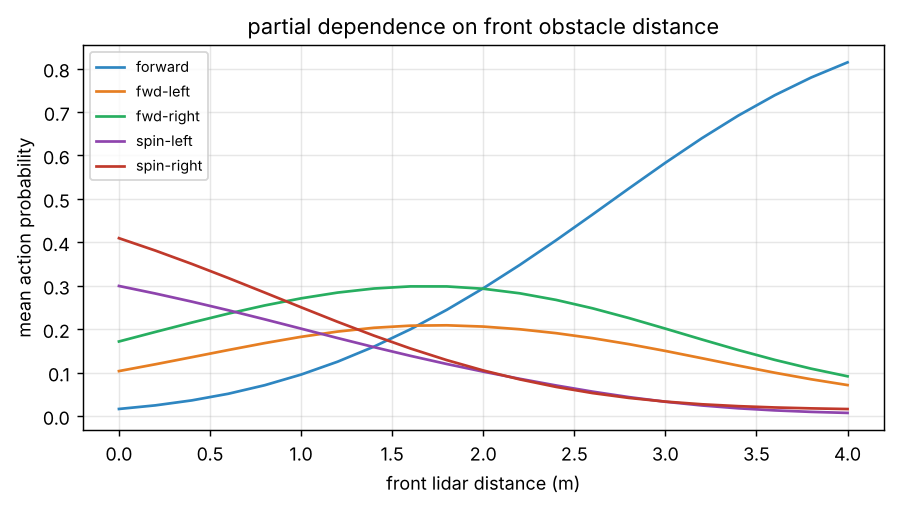 partial dependence on front obstacle distance
forward
fwd-left
fwd-right
spin-left
spin-right
mean action probability
0.8
0.7
0.6
0.5
0.4
0.3
0.2
0.1
0.0
0.0 0.5 1.0 1.5 2.0 2.5 3.0 3.5 4.0
front lidar distance (m)